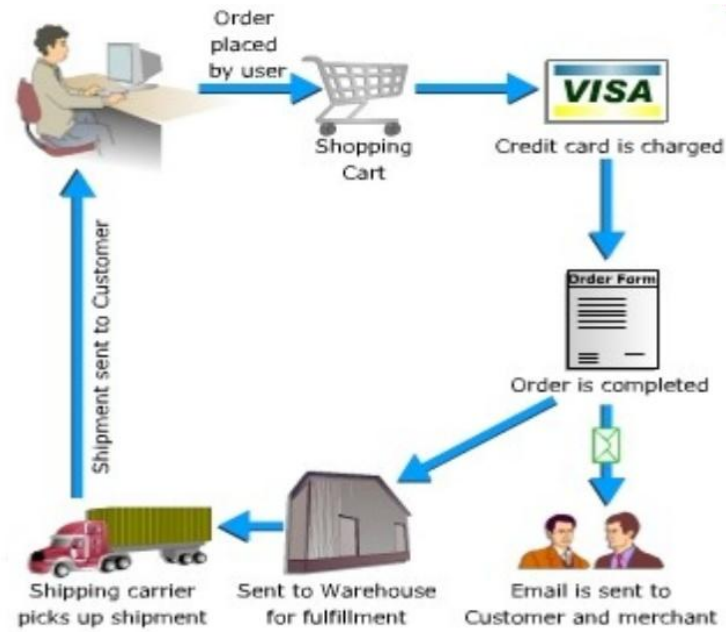 Order
placed
by user
Shopping
Cart
VISA
Credit card is charged
Order Form
Order is completed
Shipment sent to Customer
Shipping carrier
picks up shipment
Sent to Warehouse
for fulfillment
Email is sent to
Customer and merchant